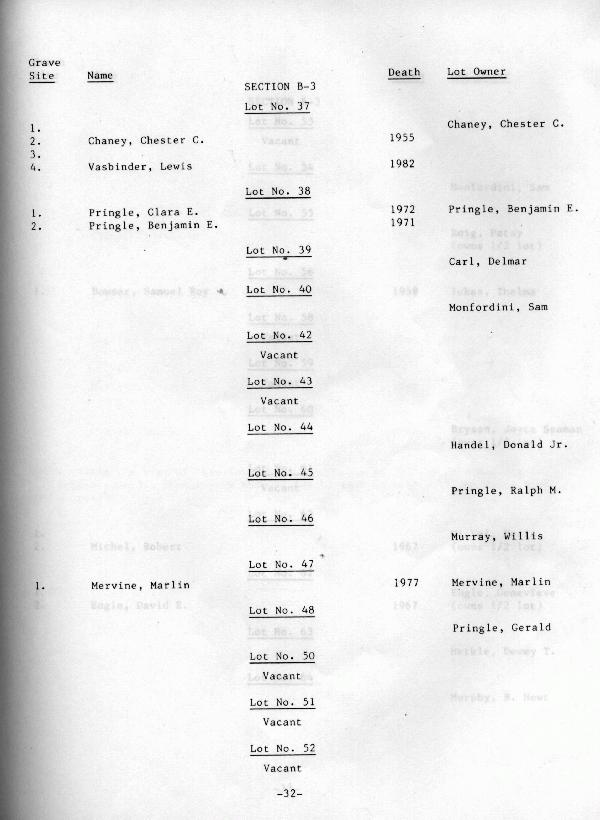 Grave
Site Name Death Lot Owner
SECTION B-3
Lot No. 37
1. Chaney, Chester C.
2. Chaney, Chester C. 1955
3.
4. Vasbinder, Lewis 1982
Lot No. 38
1. Pringle, Clara E. 1972 Pringle, Benjamin E.
2. Pringle, Benjamin E. 1971
Lot No. 39
Carl, Delmar
Lot No. 40
Monfordini, Sam
Lot No. 42
Vacant
Lot No. 43
Vacant
Lot No. 44
Handel, Donald Jr.
Lot No. 45
Pringle, Ralph M.
Lot No. 46
Murray, Willis
Lot No. 47
1. Mervine, Marlin 1977 Mervine, Marlin
Lot No. 48
Pringle, Gerald
Lot No. 50
Vacant
Lot No. 51
Vacant
Lot No. 52
Vacant
-32-